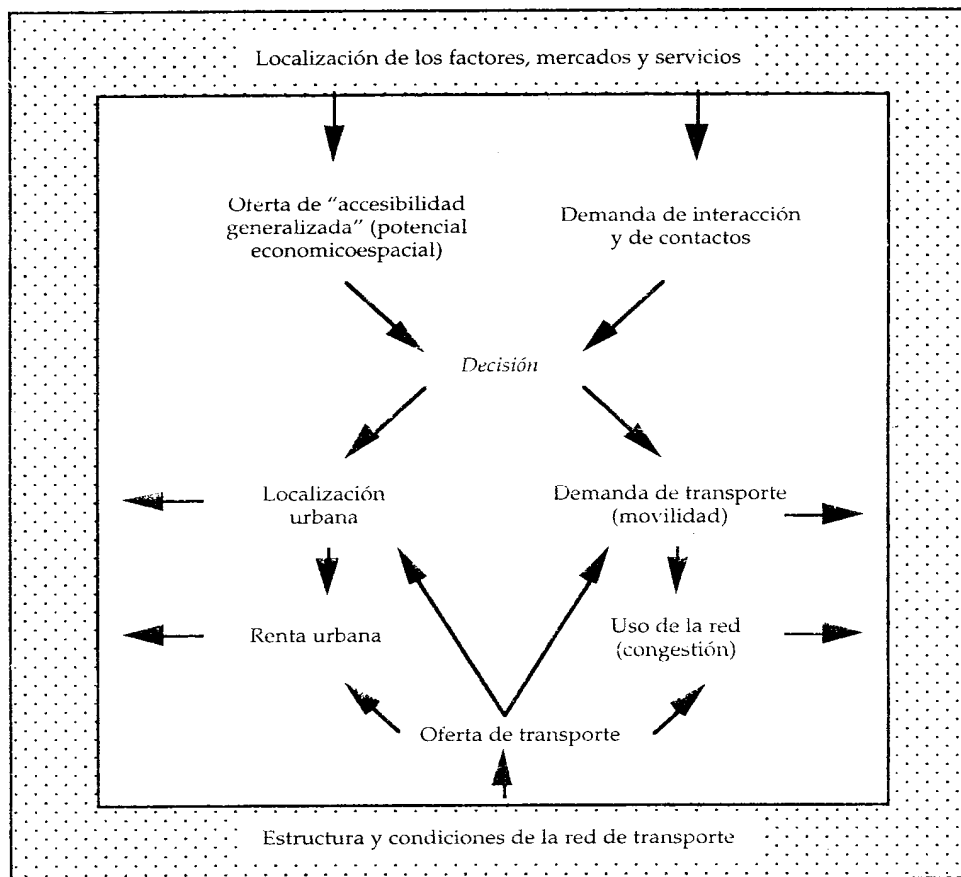 Localización de los factores, mercados y servicios
Oferta de "accesibilidad
generalizada" (potencial
economicoespacial)
Demanda de interacción
y de contactos
Decisión
Localización
urbana
Demanda de transporte
(movilidad)
Renta urbana
Uso de la red
(congestión)
Oferta de transporte
Estructura y condiciones de la red de transporte